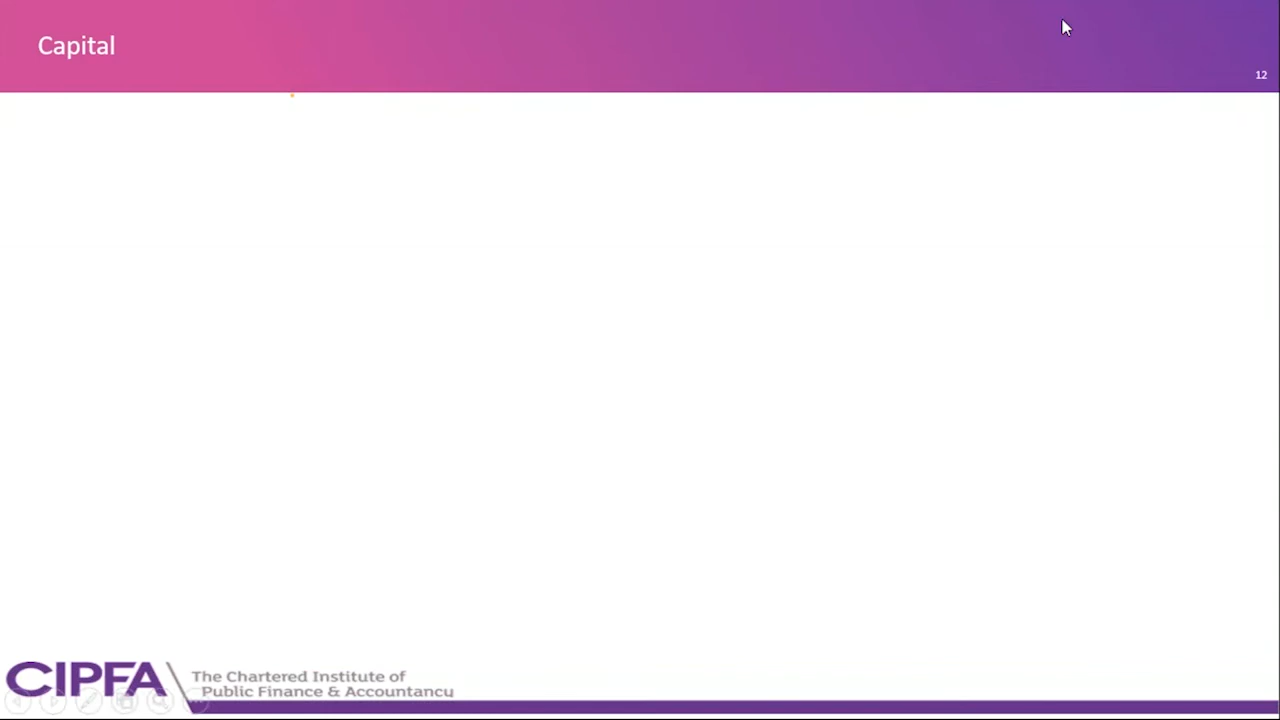 Capital
12
CIPFA
The Chartered Institute of
Public Finance & Accountancy